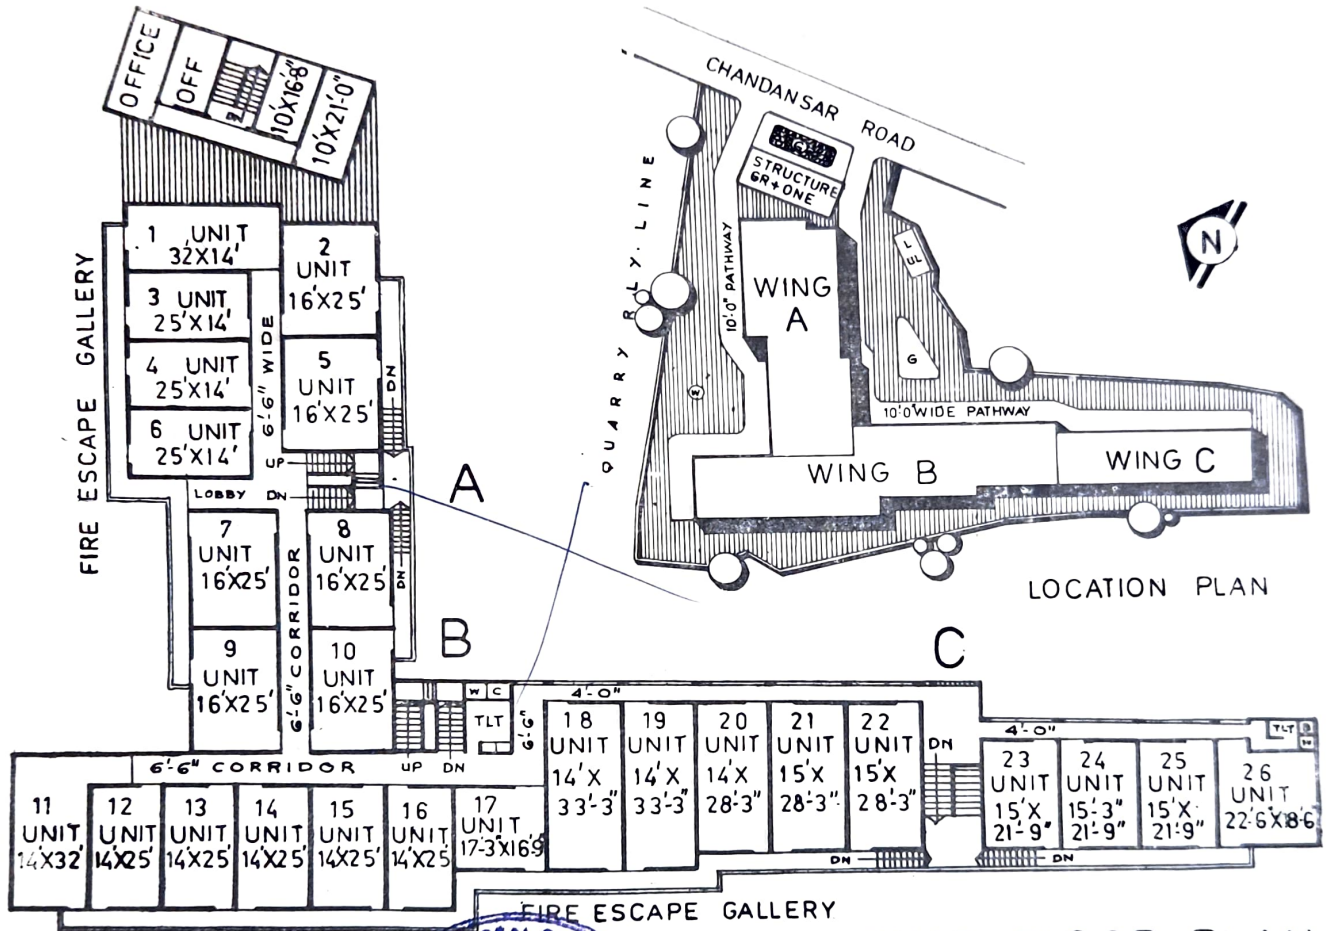 OFFICE
OFF
10'X16'-8"
10'X21'-0"
1 UNIT
32'X14'
2
UNIT
16'X25'
3 UNIT
25'X14'
4 UNIT
25'X14'
5
UNIT
16'X25'
6 UNIT
25'X14'
6'-6" WIDE
FIRE ESCAPE GALLERY
DN
UP
LOBBY DN
DN
7
UNIT
16'X25'
8
UNIT
16'X25'
9
UNIT
16'X25'
10
UNIT
16'X25'
6'-6" CORRIDOR
A
B
C
W C
TLT
6'-6"
4'-0"
UP DN
6'-6" CORRIDOR
11
UNIT
14'X32'
12
UNIT
14'X25'
13
UNIT
14'X25'
14
UNIT
14'X25'
15
UNIT
14'X25'
16
UNIT
14'X25
17
UNIT
17'-3"X16'9
18
UNIT
14'X
33'-3"
19
UNIT
14'X
33'-3"
20
UNIT
14'X
28'-3"
21
UNIT
15'X
28'-3"
22
UNIT
15'X
28'-3"
DN
DN
DN
4'-0"
TLT B
W
23
UNIT
15'X
21'-9"
24
UNIT
15'-3"X
21'-9"
25
UNIT
15'X
21'-9"
26
UNIT
22'-6"X18'-6
FIRE ESCAPE GALLERY
CHANDANSAR ROAD
STRUCTURE
GR + ONE
QUARRY RLY. LINE
10'-0" PATHWAY
WING
A
L
UL
G
W
N
10'0" WIDE PATHWAY
WING B
WING C
LOCATION PLAN